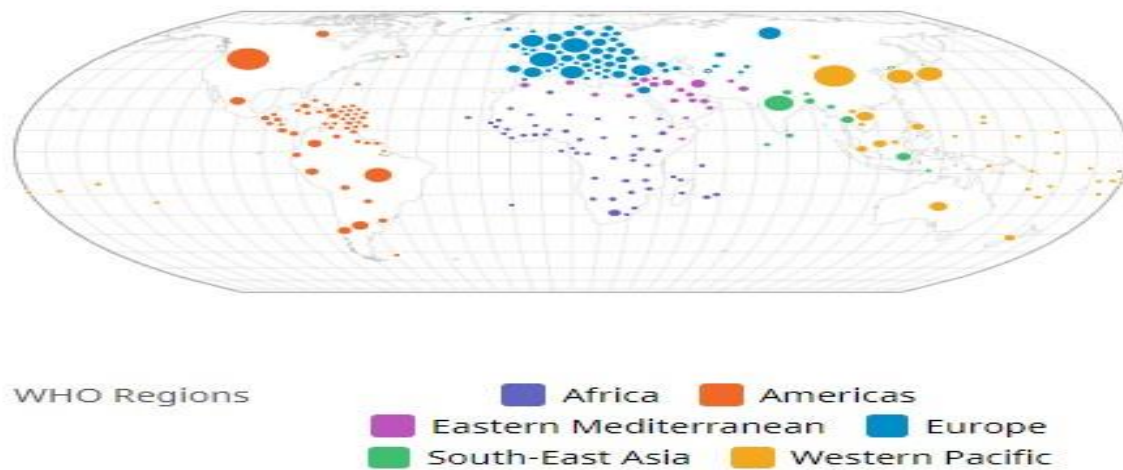 WHO Regions Africa Americas
Eastern Mediterranean Europe
South-East Asia Western Pacific